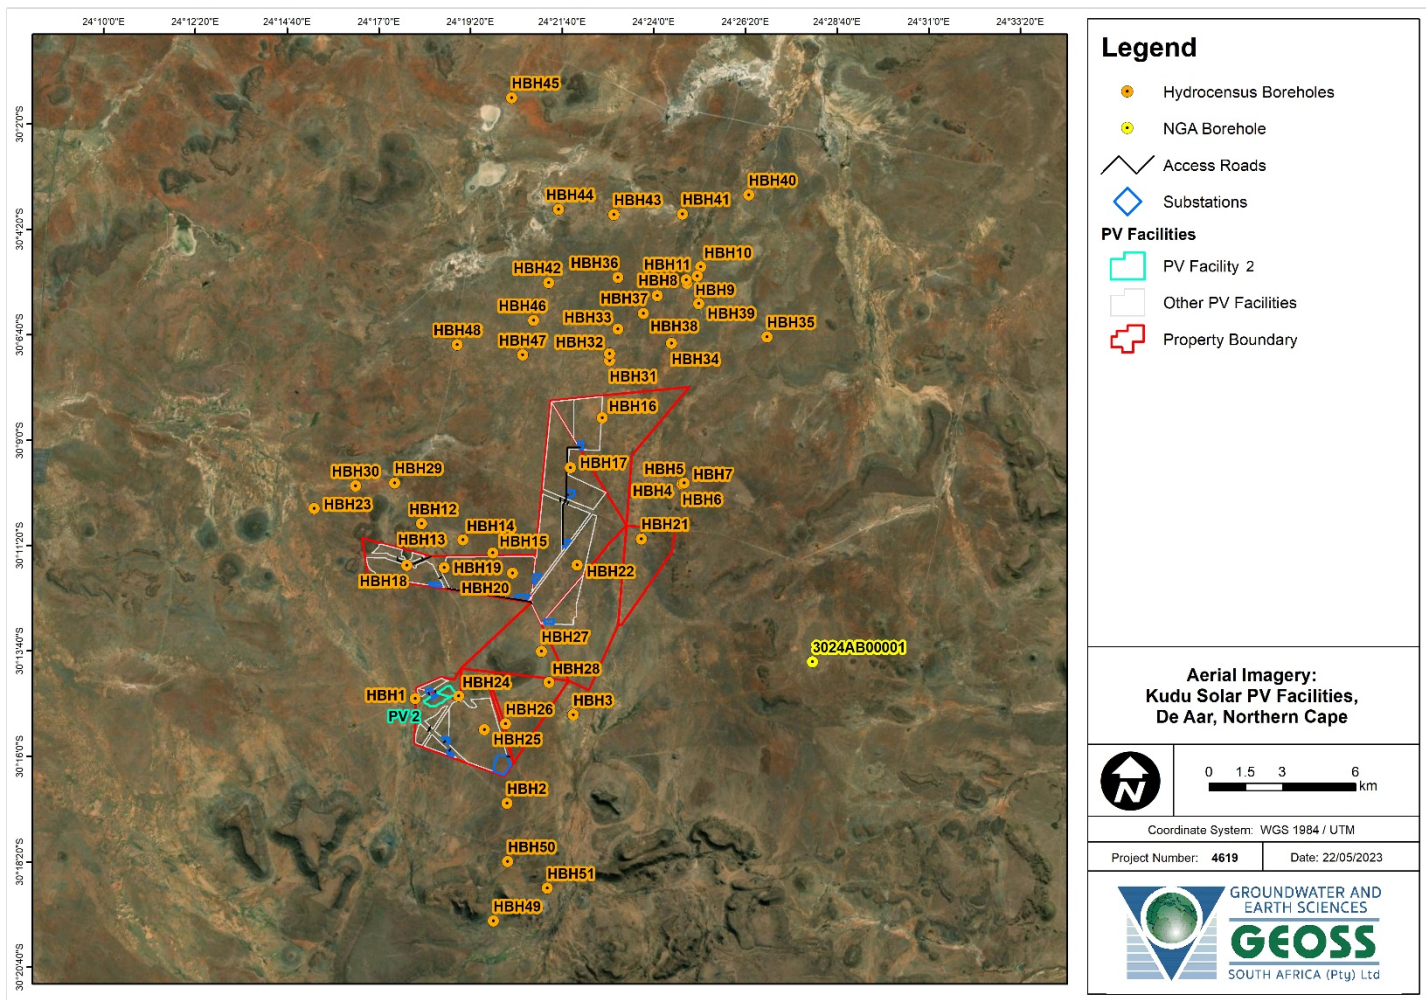 24°10'0"E
24°12'20"E
24°14'40"E
24°17'0"E
24°19'20"E
24°21'40"E
24°24'0"E
24°26'20"E
24°28'40"E
24°31'0"E
24°33'20"E
30°2'0"S
30°4'20"S
30°6'40"S
30°9'0"S
30°11'20"S
30°13'40"S
30°16'0"S
30°18'20"S
30°20'40"S
HBH45
HBH40
HBH44
HBH43
HBH41
HBH10
HBH36
HBH11
HBH42
HBH8
HBH9
HBH37
HBH46
HBH39
HBH33
HBH38
HBH35
HBH48
HBH47
HBH32
HBH34
HBH31
HBH16
HBH17
HBH30
HBH29
HBH5
HBH7
HBH4
HBH6
HBH23
HBH12
HBH14
HBH21
HBH13
HBH15
HBH18
HBH19
HBH20
HBH22
HBH27
3024AB00001
HBH28
HBH24
HBH1
HBH3
PV 2
HBH26
HBH25
HBH2
HBH50
HBH51
HBH49
Legend
Hydrocensus Boreholes
NGA Borehole
Access Roads
Substations
PV Facilities
PV Facility 2
Other PV Facilities
Property Boundary
Aerial Imagery:
Kudu Solar PV Facilities,
De Aar, Northern Cape
N
0 1.5 3 6
km
Coordinate System: WGS 1984 / UTM
Project Number: 4619
Date: 22/05/2023
GROUNDWATER AND
EARTH SCIENCES
GEOSS
SOUTH AFRICA (Pty) Ltd